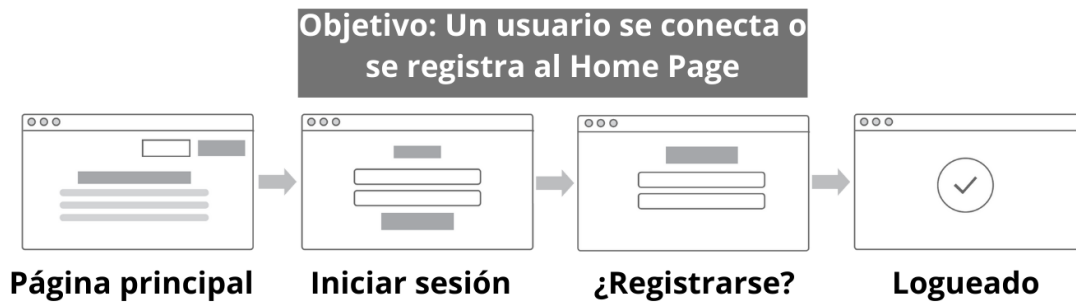 Objetivo: Un usuario se conecta o
se registra al Home Page
Página principal
Iniciar sesión
¿Registrarse?
Logueado